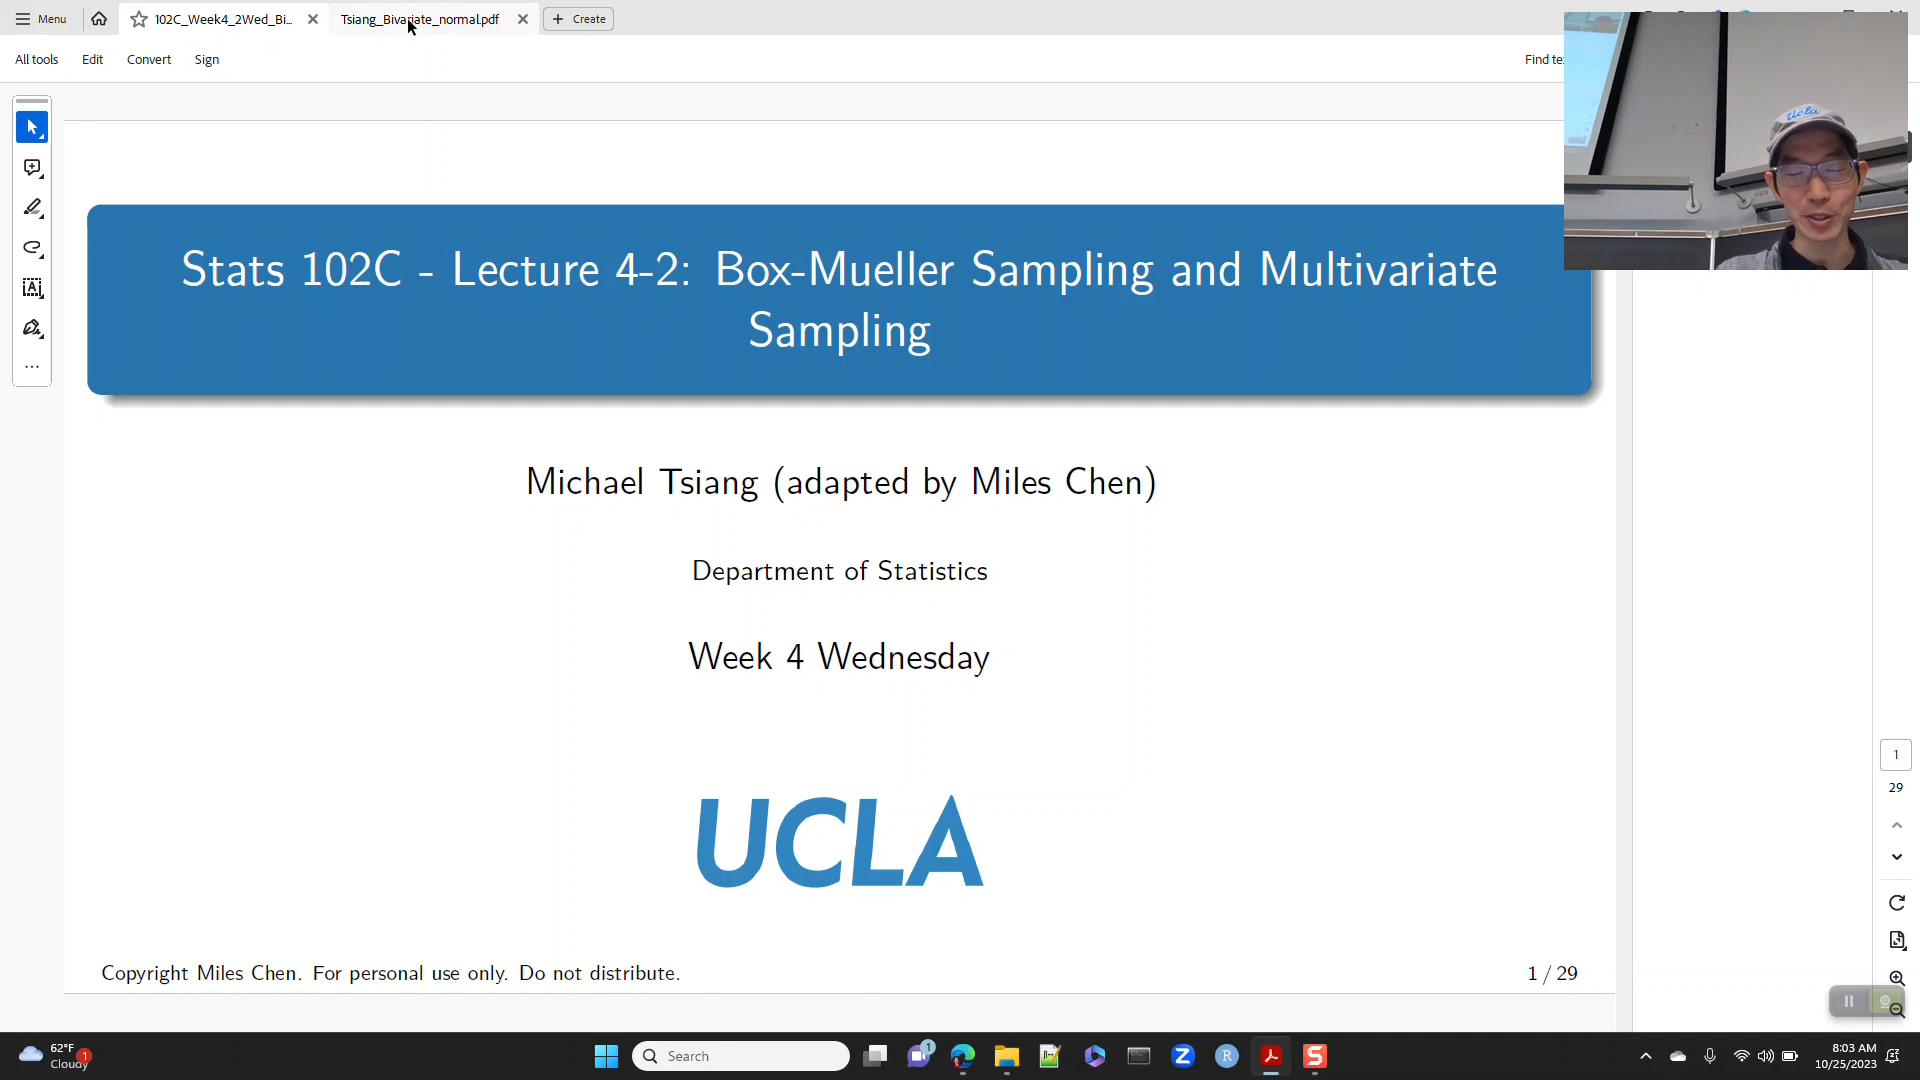 Menu
102C_Week4_2Wed_Bi...
Tsiang_Bivariate_normal.pdf
Create
All tools
Edit
Convert
Sign
Find
Ucla
Stats 102C - Lecture 4-2: Box-Mueller Sampling and Multivariate
Sampling
Michael Tsiang (adapted by Miles Chen)
Department of Statistics
Week 4 Wednesday
UCLA
1
29
Copyright Miles Chen. For personal use only. Do not distribute.
1 / 29
62°F
Cloudy
1
Search
1
8:03 AM
10/25/2023